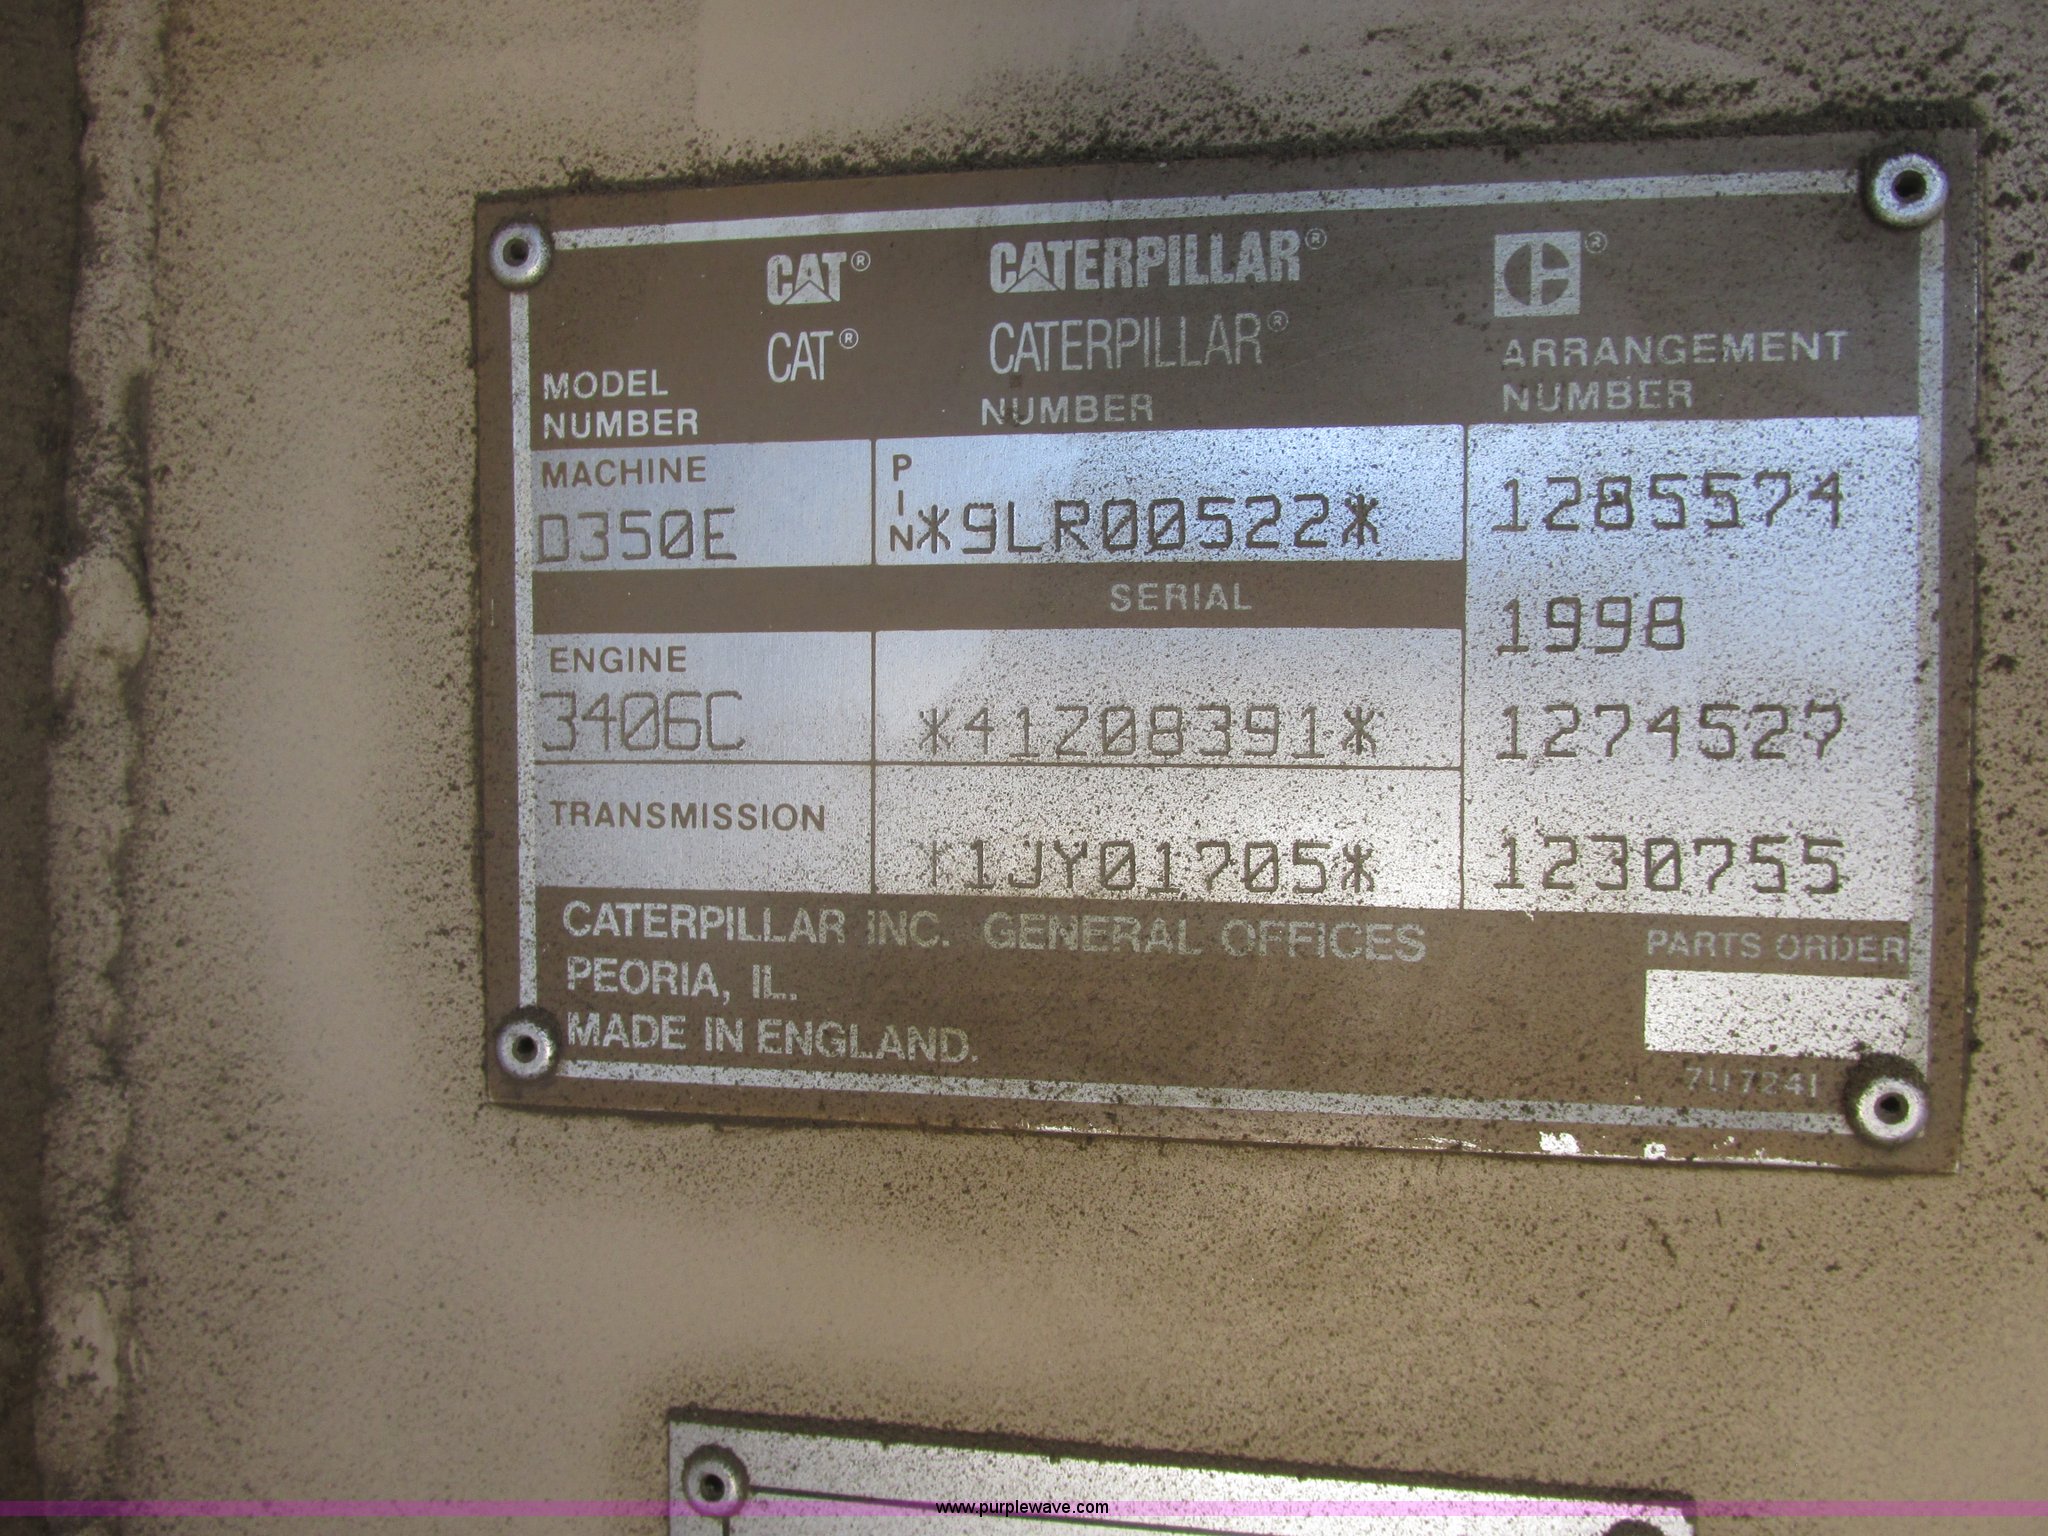 CAT® CATERPILLAR® C®
CAT® CATERPILLAR®
MODEL NUMBER
NUMBER
ARRANGEMENT NUMBER
MACHINE
D350E
PIN *9LR00522*
1285574
SERIAL
1998
ENGINE
3406C
*41Z08391*
1274527
TRANSMISSION
1JY01705*
1230755
CATERPILLAR INC. GENERAL OFFICES
PEORIA, IL.
MADE IN ENGLAND.
PARTS ORDER
7U7241
www.purplewave.com